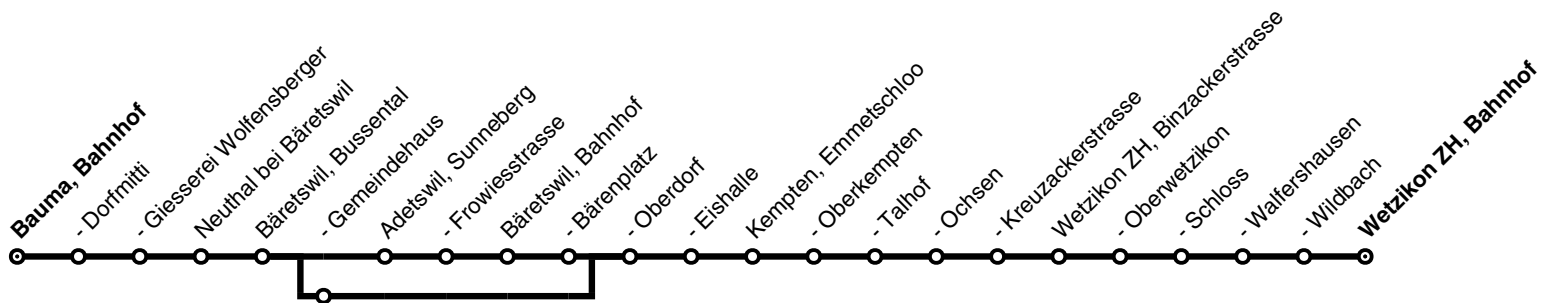 Bauma, Bahnhof
- Dorfmitti
- Giesserei Wolfensberger
Neuthal bei Bäretswil
Bäretswil, Bussental
- Gemeindehaus
Adetswil, Sunneberg
- Frowiesstrasse
Bäretswil, Bahnhof
- Bärenplatz
- Oberdorf
- Eishalle
Kempten, Emmetschloo
- Oberkempten
- Talhof
- Ochsen
- Kreuzackerstrasse
Wetzikon ZH, Binzackerstrasse
- Oberwetzikon
- Schloss
- Walfershausen
- Wildbach
Wetzikon ZH, Bahnhof